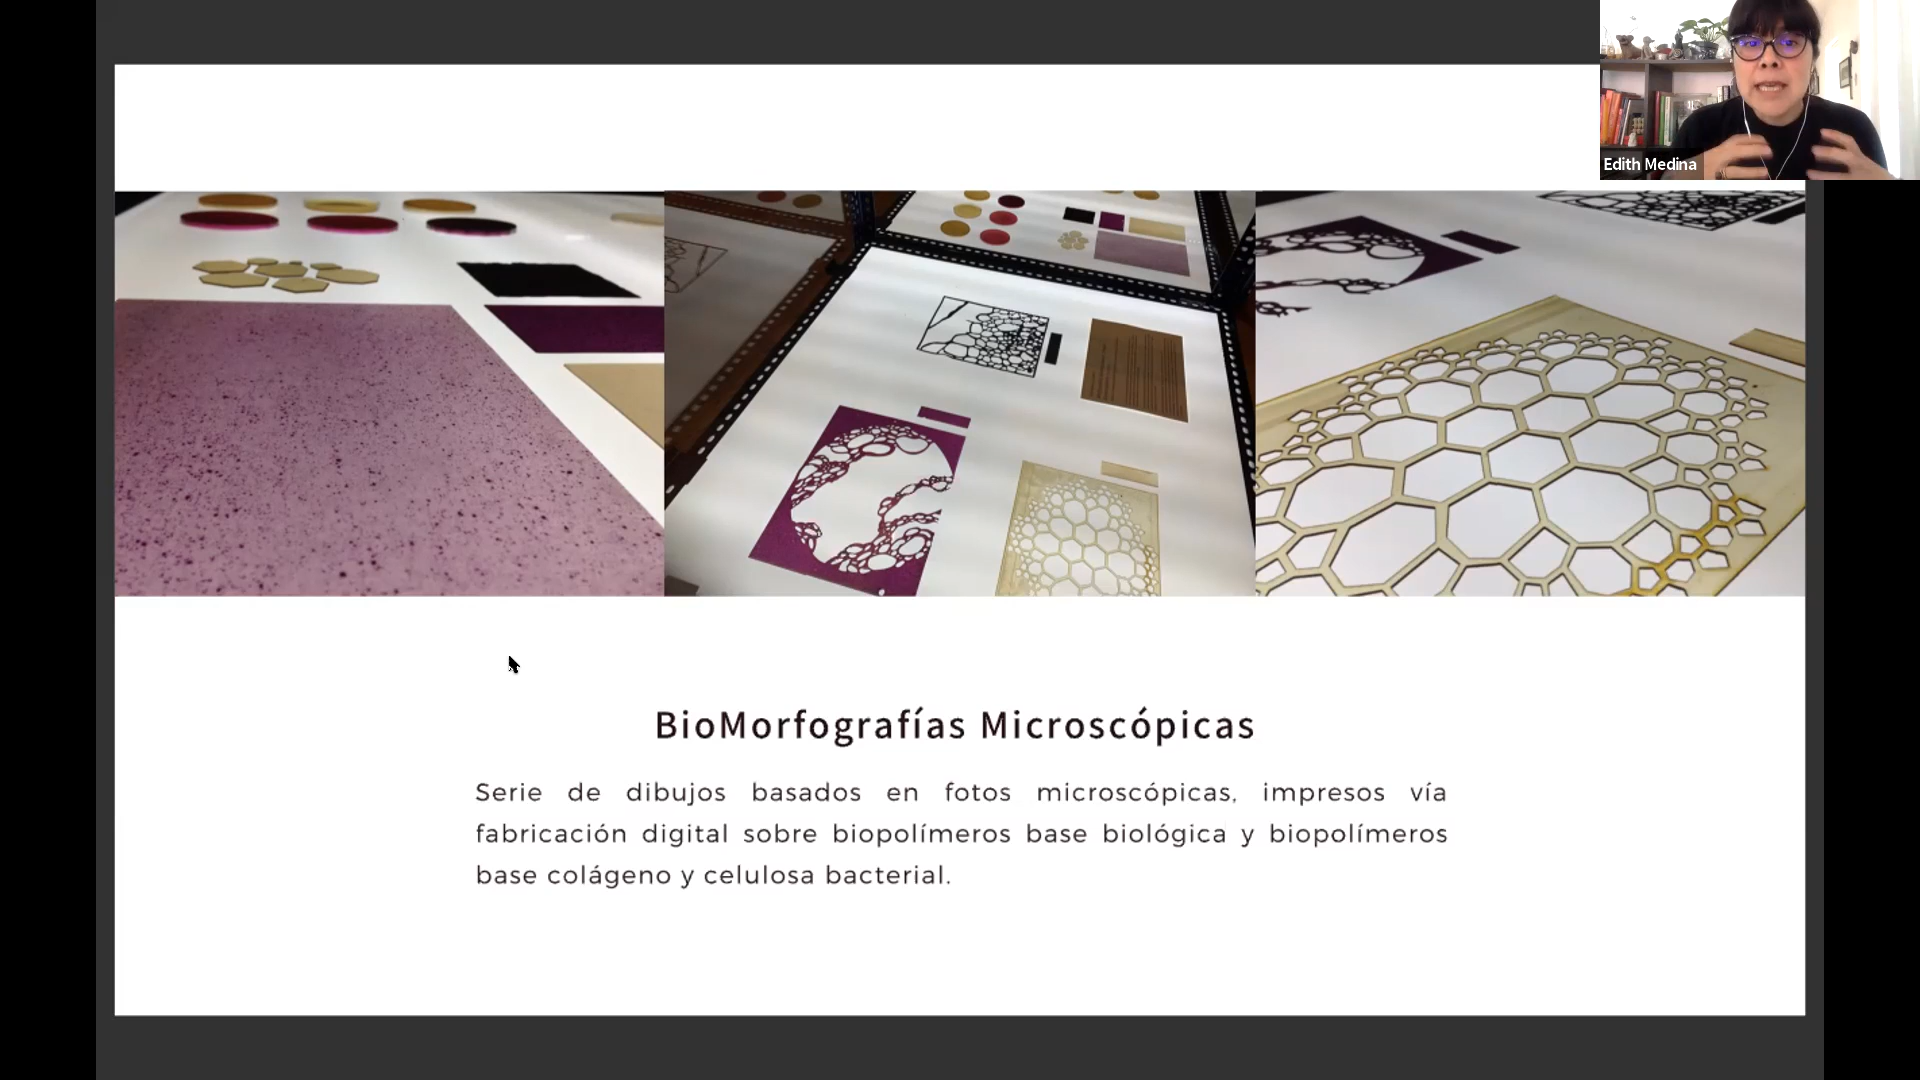 Edith Medina
BioMorfografías Microscópicas
Serie de dibujos basados en fotos microscópicas, impresos vía
fabricación digital sobre biopolímeros base biológica y biopolímeros
base colágeno y celulosa bacterial.